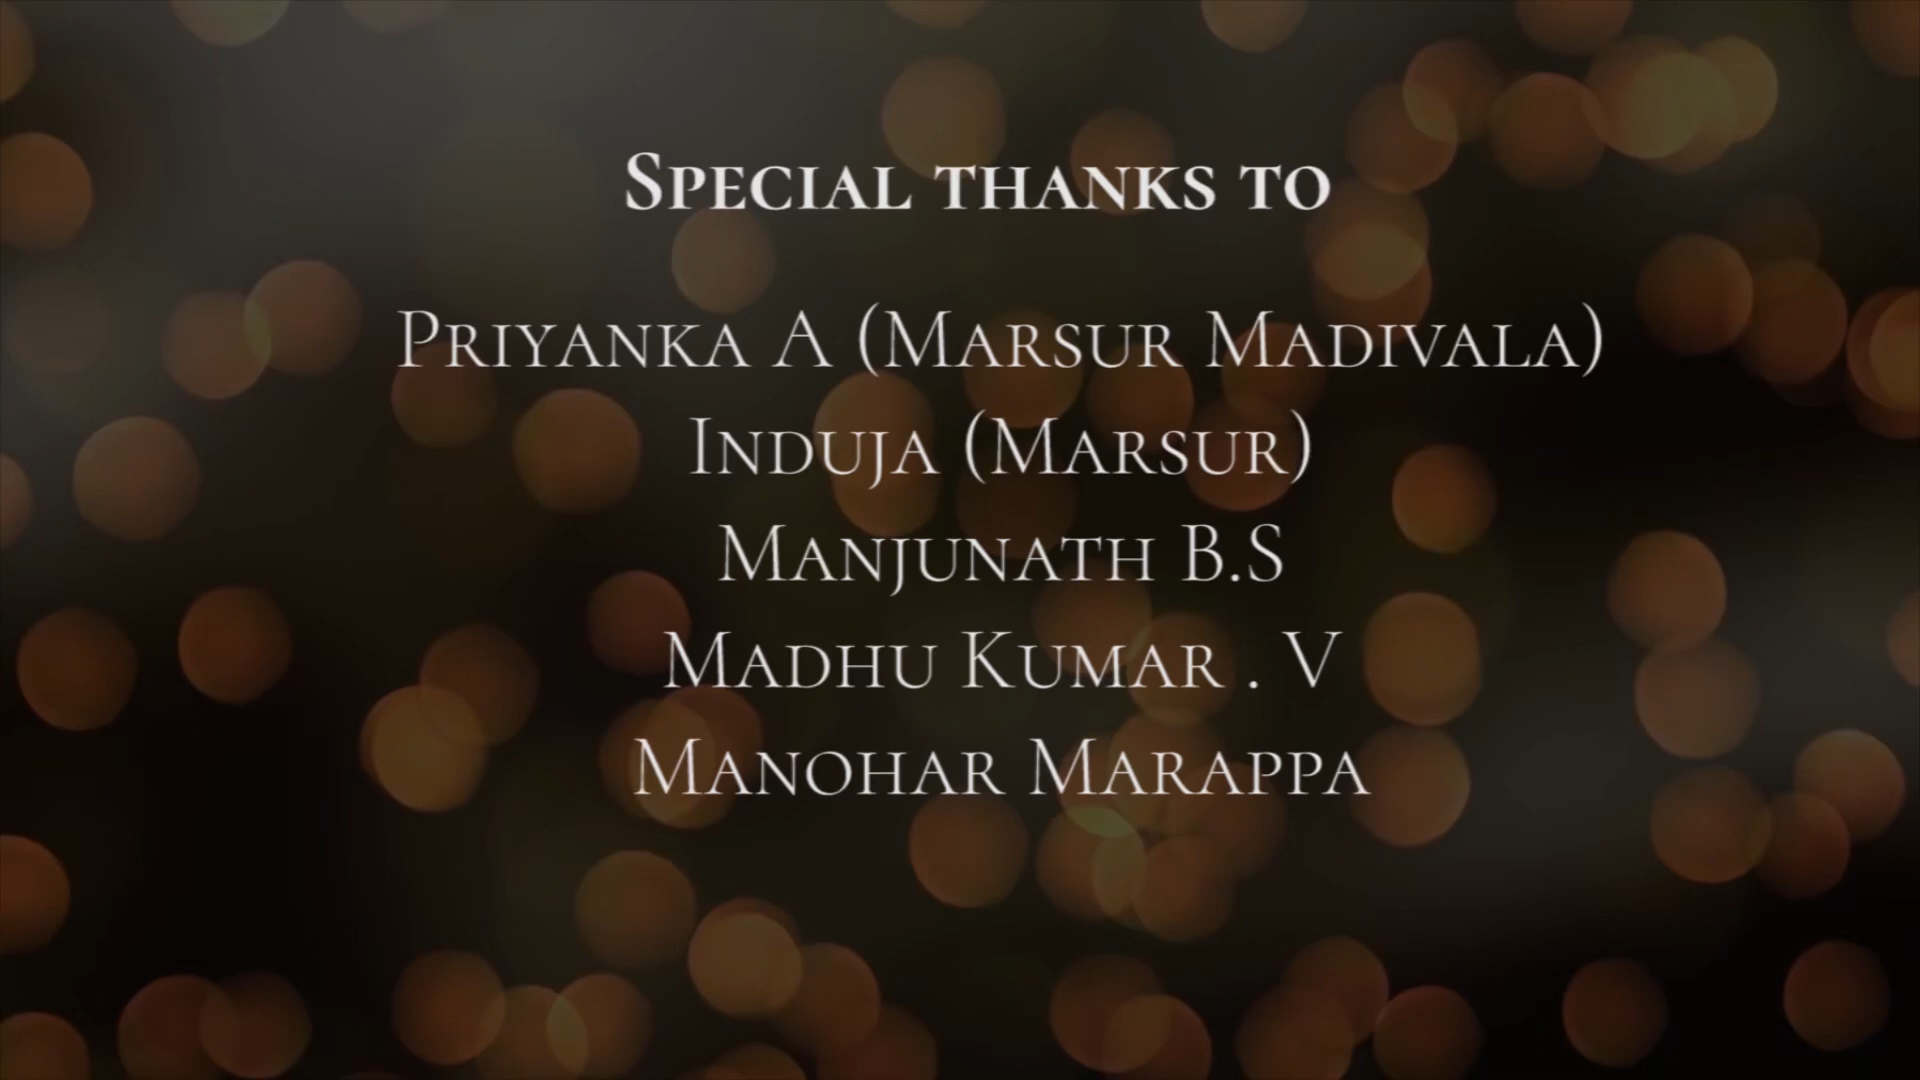 Special thanks to
Priyanka A (Marsur Madivala)
Induja (Marsur)
Manjunath B.S
Madhu Kumar . V
Manohar Marappa